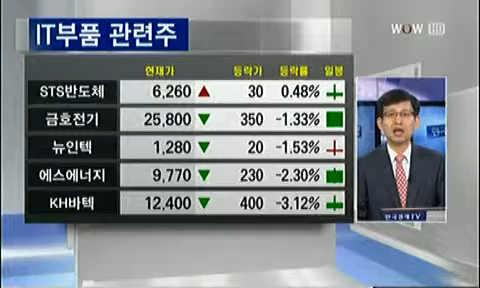 IT부품 관련주
WOW HD
현재가 등락가 등락률 일봉
STS반도체 6,260 ▲ 30 0.48%
금호전기 25,800 ▼ 350 -1.33%
뉴인텍 1,280 ▼ 20 -1.53%
에스에너지 9,770 ▼ 230 -2.30%
KH바텍 12,400 ▼ 400 -3.12%
한국경제TV